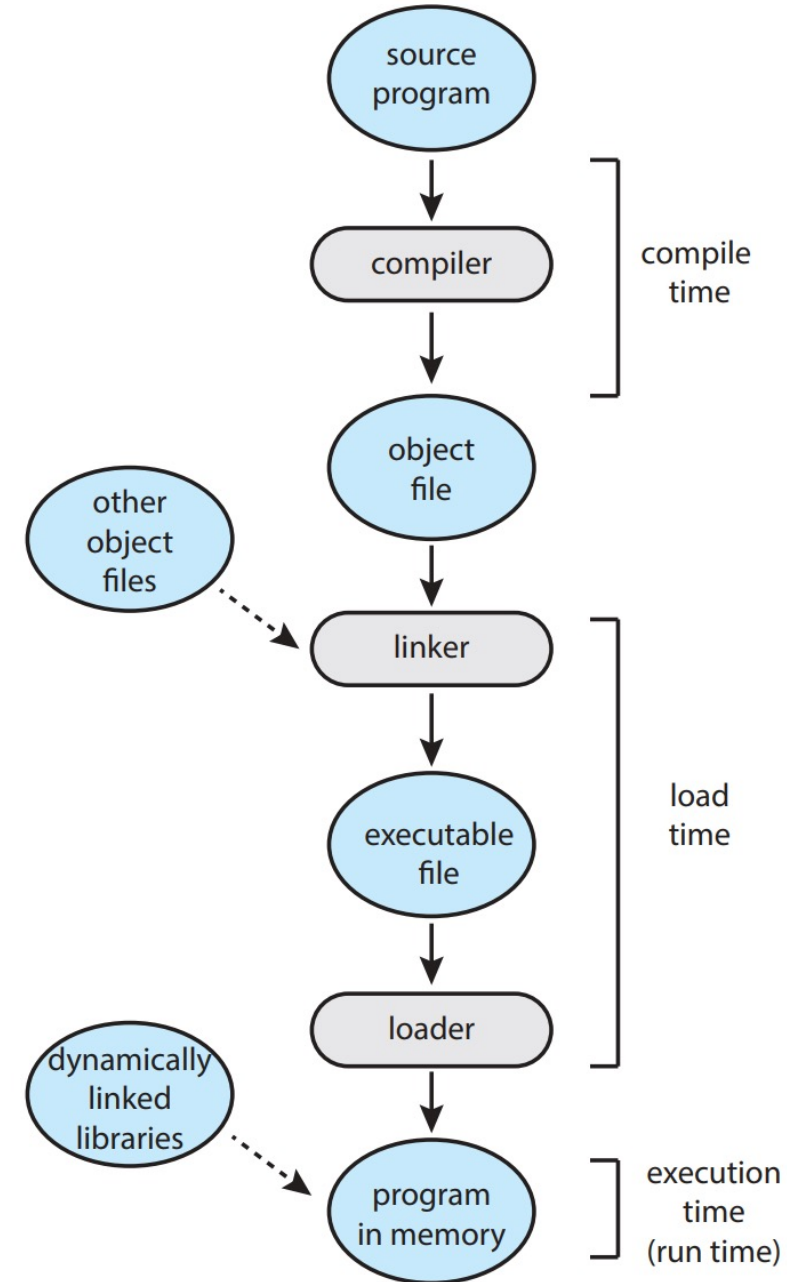 source
program
compiler
compile
time
object
file
other
object
files
linker
load
time
executable
file
loader
dynamically
linked
libraries
program
in memory
execution
time
(run time)